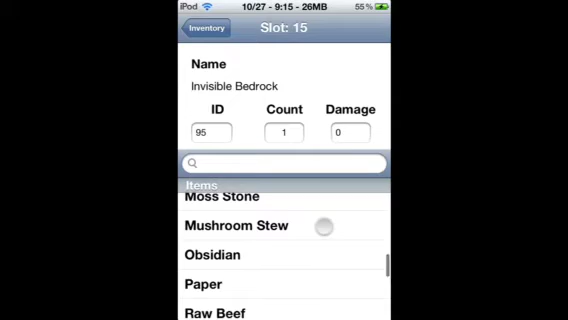 iPod 10/27 - 9:15 - 26MB 55 %
Inventory Slot: 15
Name
Invisible Bedrock
ID Count Damage
95 1 0
Items
Moss Stone
Mushroom Stew
Obsidian
Paper
Raw Beef